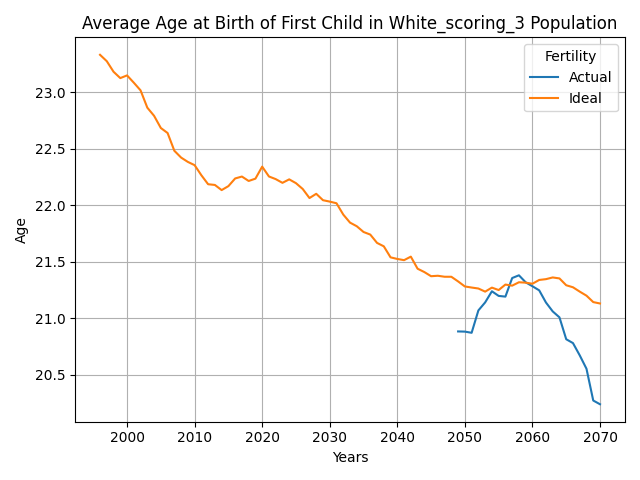 Average Age at Birth of First Child in White_scoring_3 Population
Fertility
Actual
Ideal
23.0
22.5
22.0
21.5
21.0
20.5
Age
2000 2010 2020 2030 2040 2050 2060 2070
Years